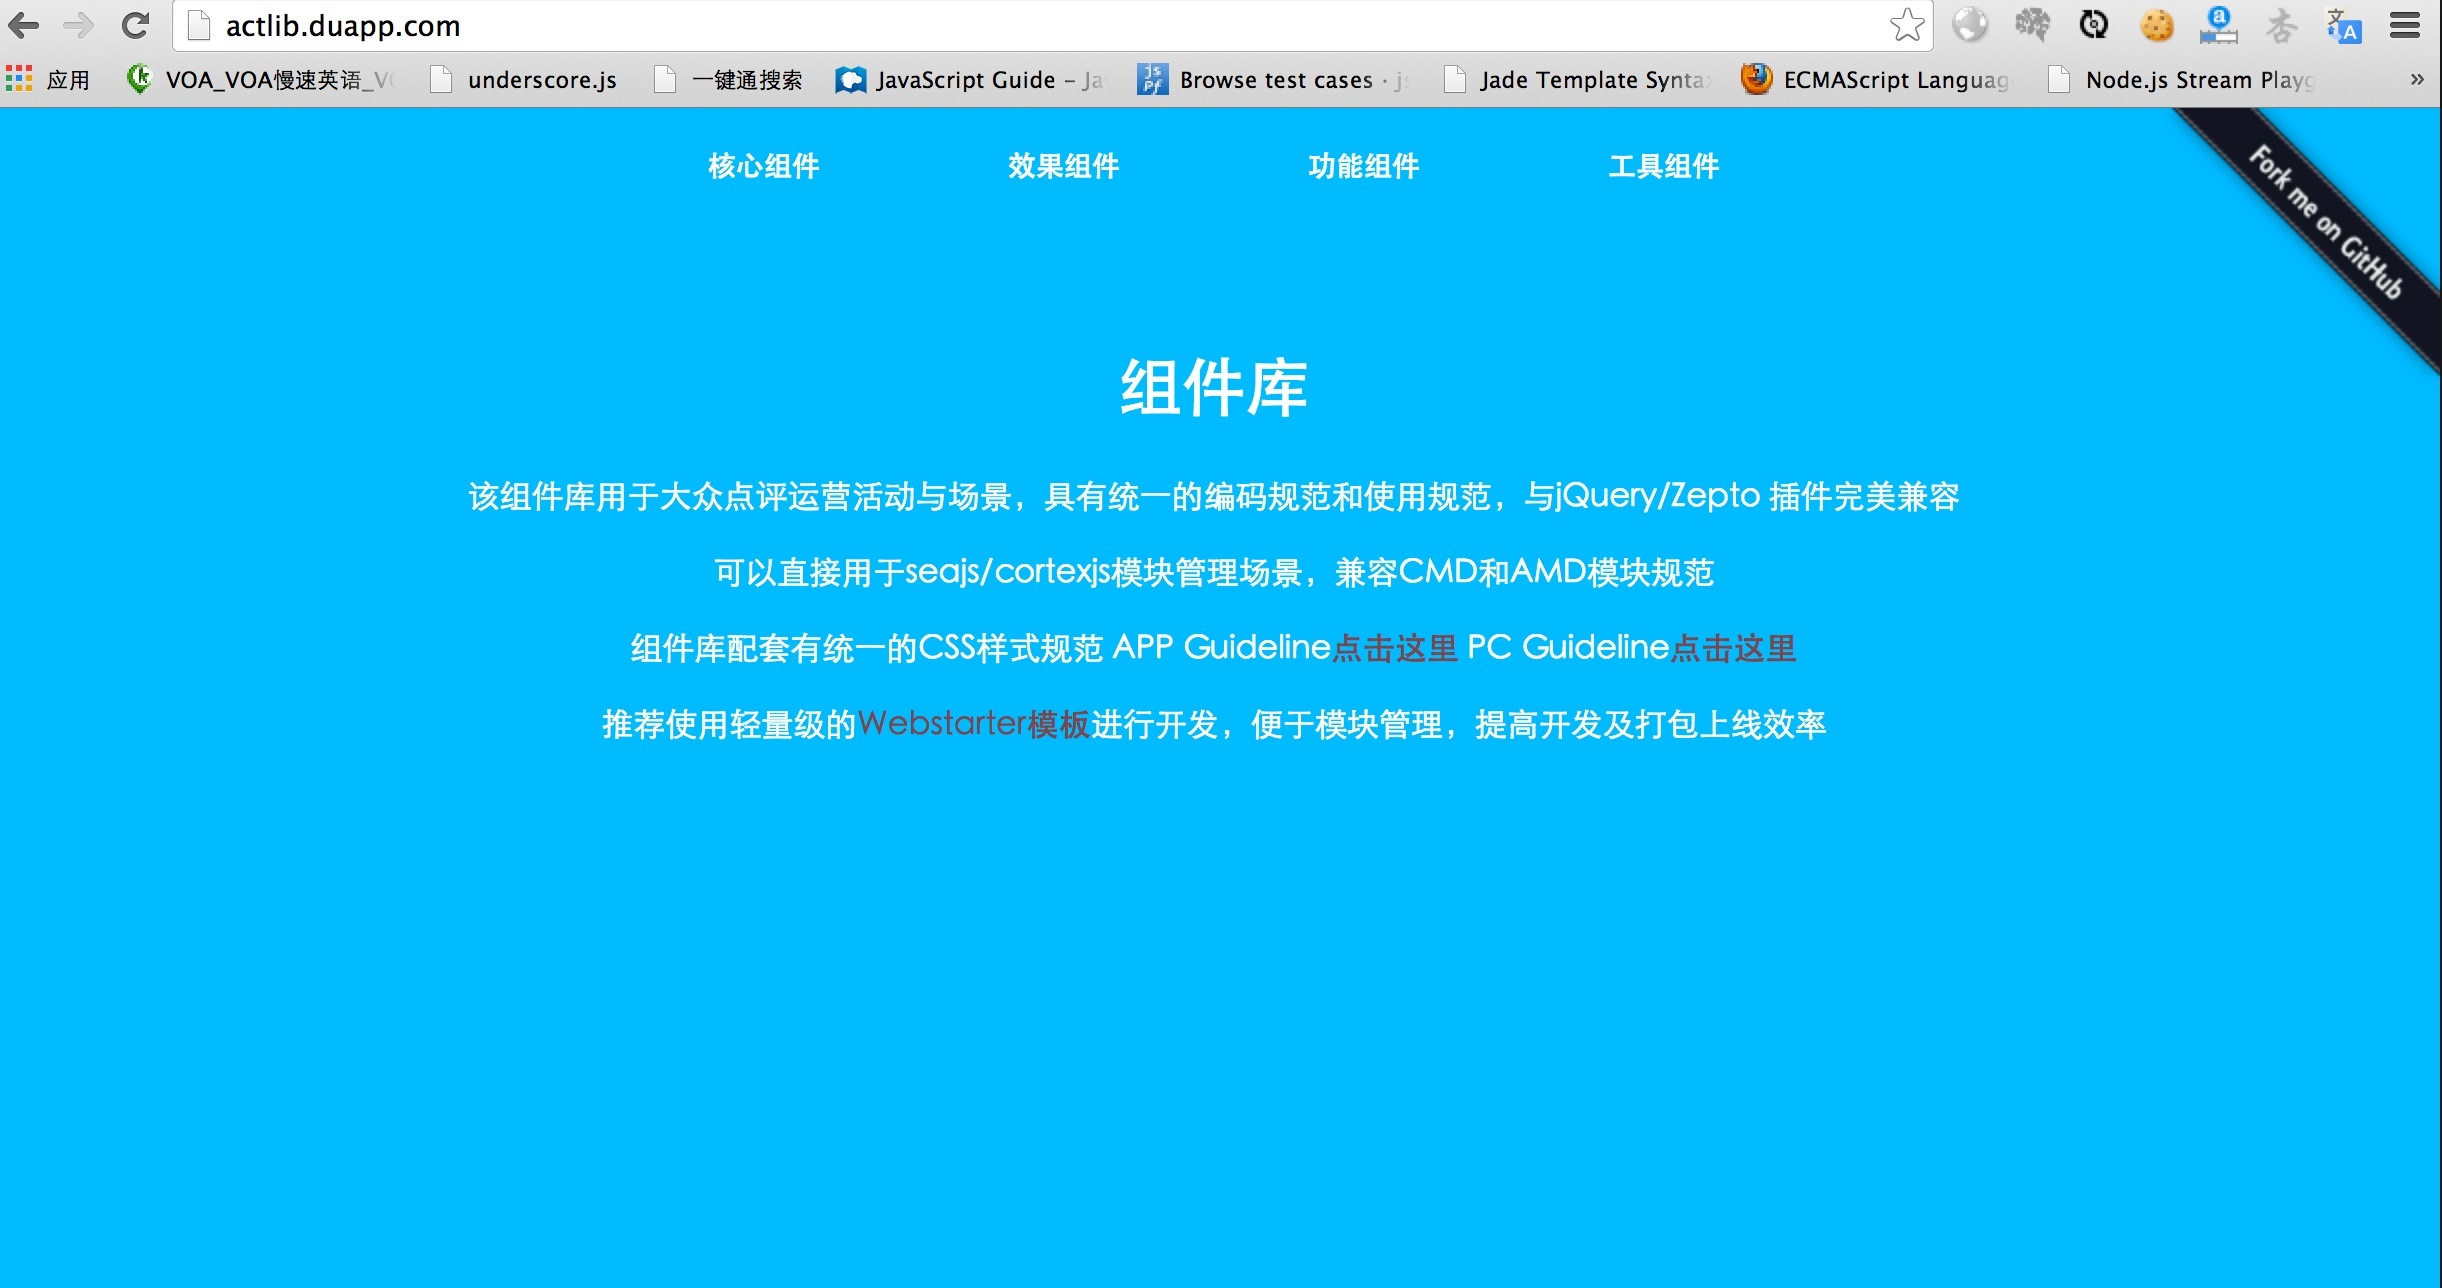 actlib.duapp.com
应用 VOA_VOA慢速英语_V underscore.js 一键通搜索 JavaScript Guide – Ja Browse test cases · js Jade Template Synta ECMAScript Languag Node.js Stream Playg »
核心组件 效果组件 功能组件 工具组件
Fork me on GitHub
组件库
该组件库用于大众点评运营活动与场景，具有统一的编码规范和使用规范，与jQuery/Zepto 插件完美兼容
可以直接用于seajs/cortexjs模块管理场景，兼容CMD和AMD模块规范
组件库配套有统一的CSS样式规范 APP Guideline点击这里 PC Guideline点击这里
推荐使用轻量级的Webstarter模板进行开发，便于模块管理，提高开发及打包上线效率